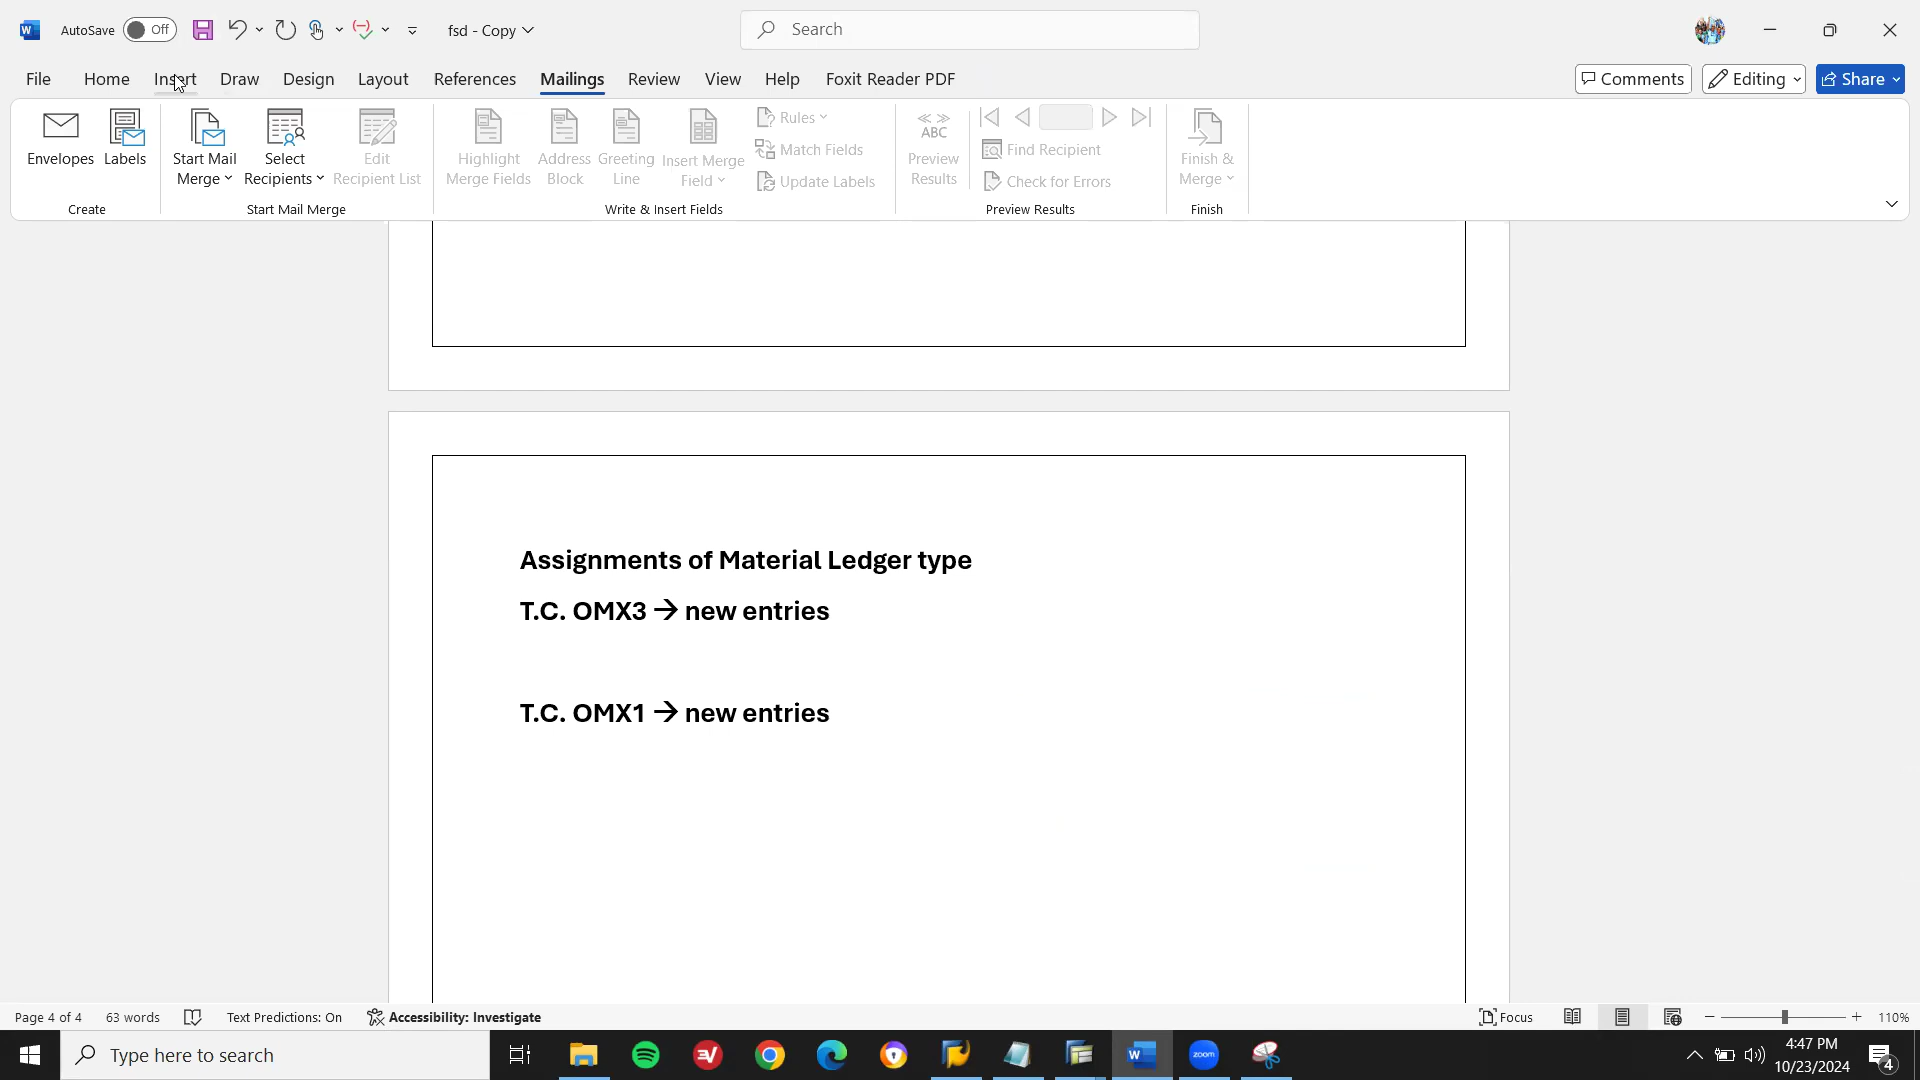 AutoSave Off fsd - Copy Search
File Home Insert Draw Design Layout References Mailings Review View Help Foxit Reader PDF Comments Editing Share
Envelopes Labels Start Mail Merge Select Recipients Edit Recipient List Highlight Merge Fields Address Block Greeting Line Insert Merge Field Rules Match Fields Update Labels ABC Preview Results Find Recipient Check for Errors Finish & Merge
Create Start Mail Merge Write & Insert Fields Preview Results Finish
Assignments of Material Ledger type
T.C. OMX3 → new entries
T.C. OMX1 → new entries
Page 4 of 4 63 words Text Predictions: On Accessibility: Investigate Focus 110%
Type here to search zoom 4:47 PM
10/23/2024 4